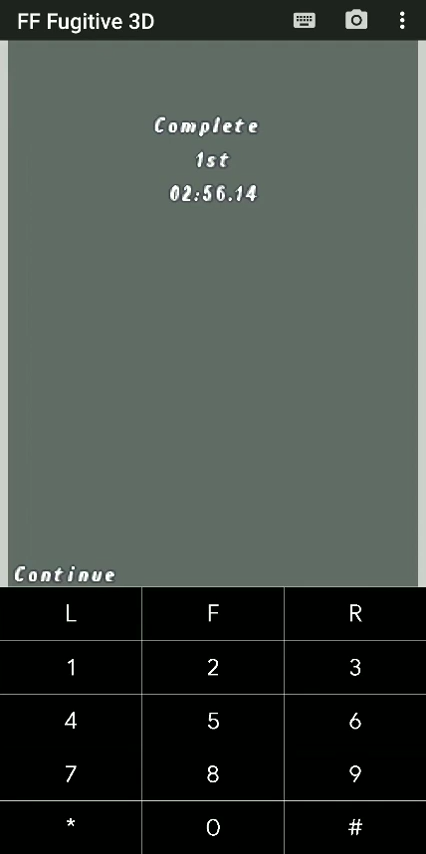 FF Fugitive 3D
Complete
1st
02:56.14
Continue
L F R
1 2 3
4 5 6
7 8 9
* 0 #